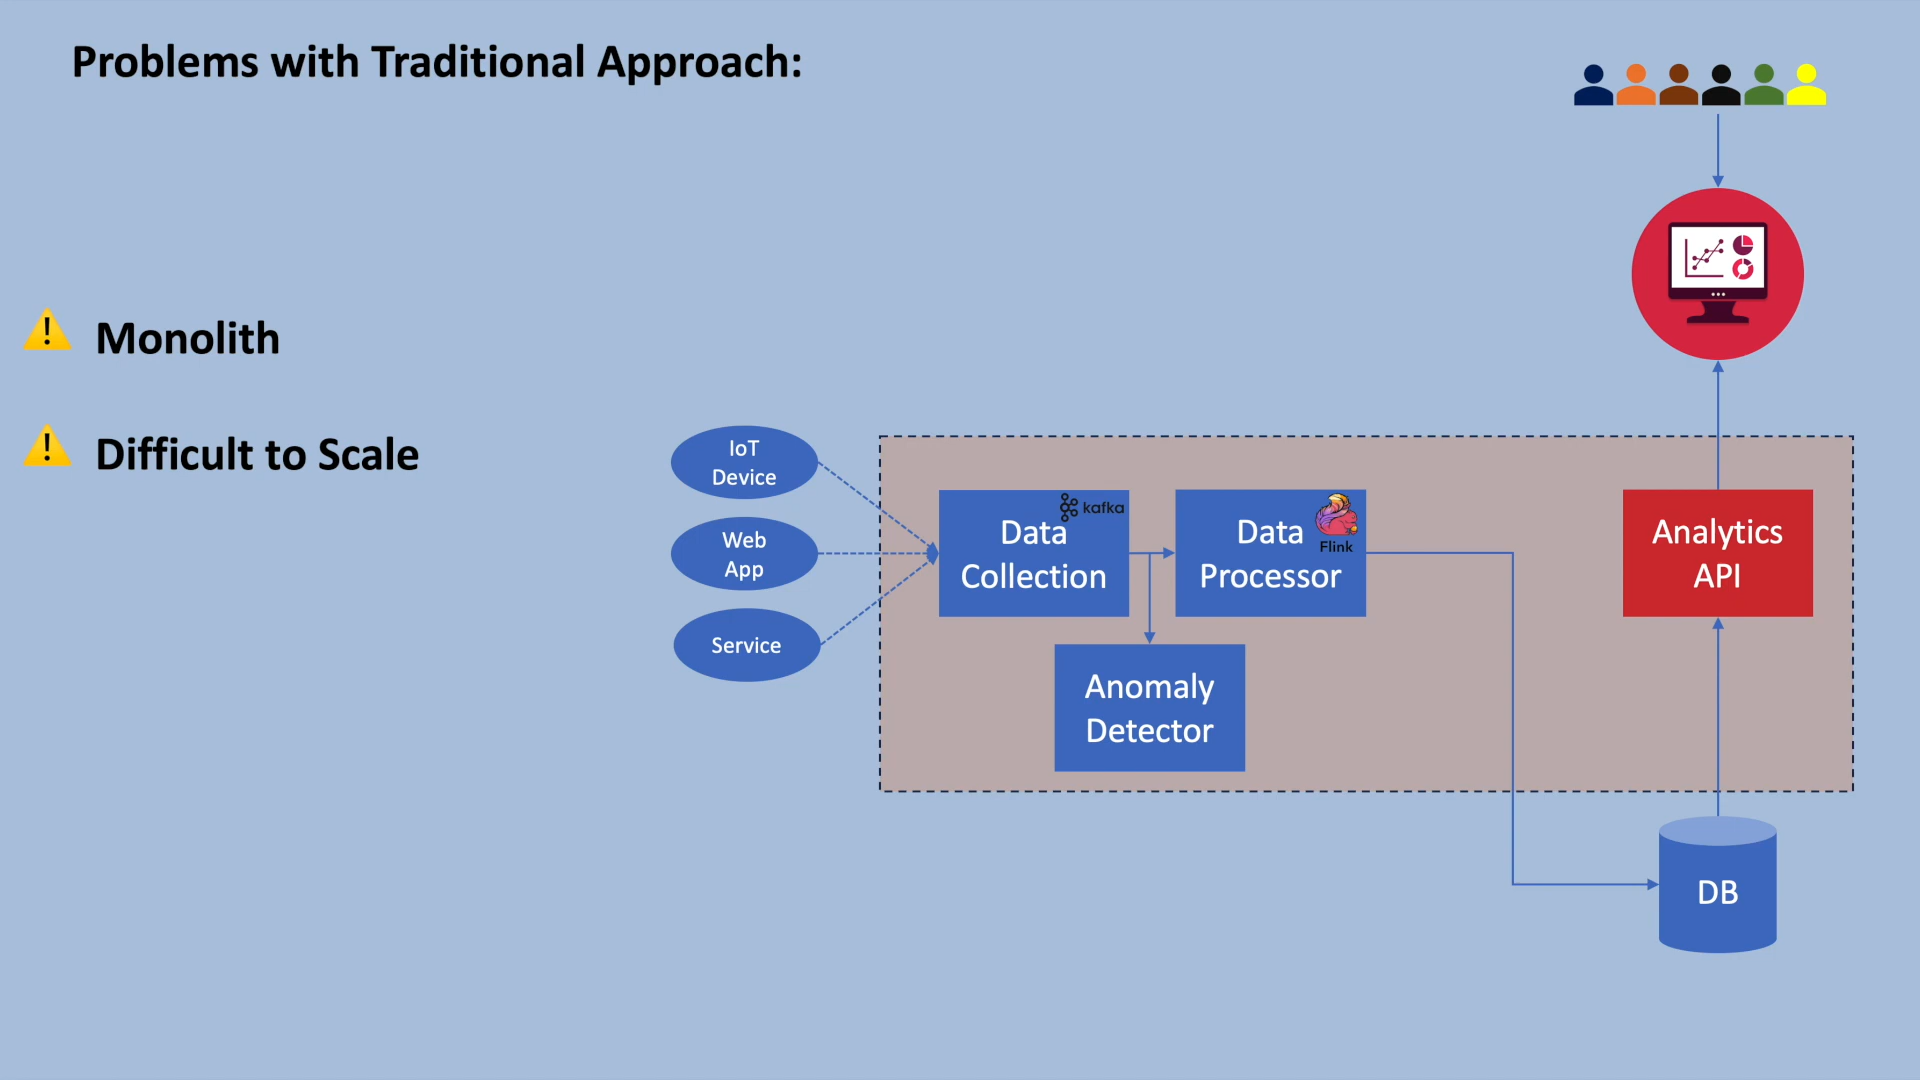 Problems with Traditional Approach:
! Monolith
! Difficult to Scale
IoT
Device
Web
App
Service
kafka
Data
Collection
Data
Processor
Flink
Anomaly
Detector
Analytics
API
DB